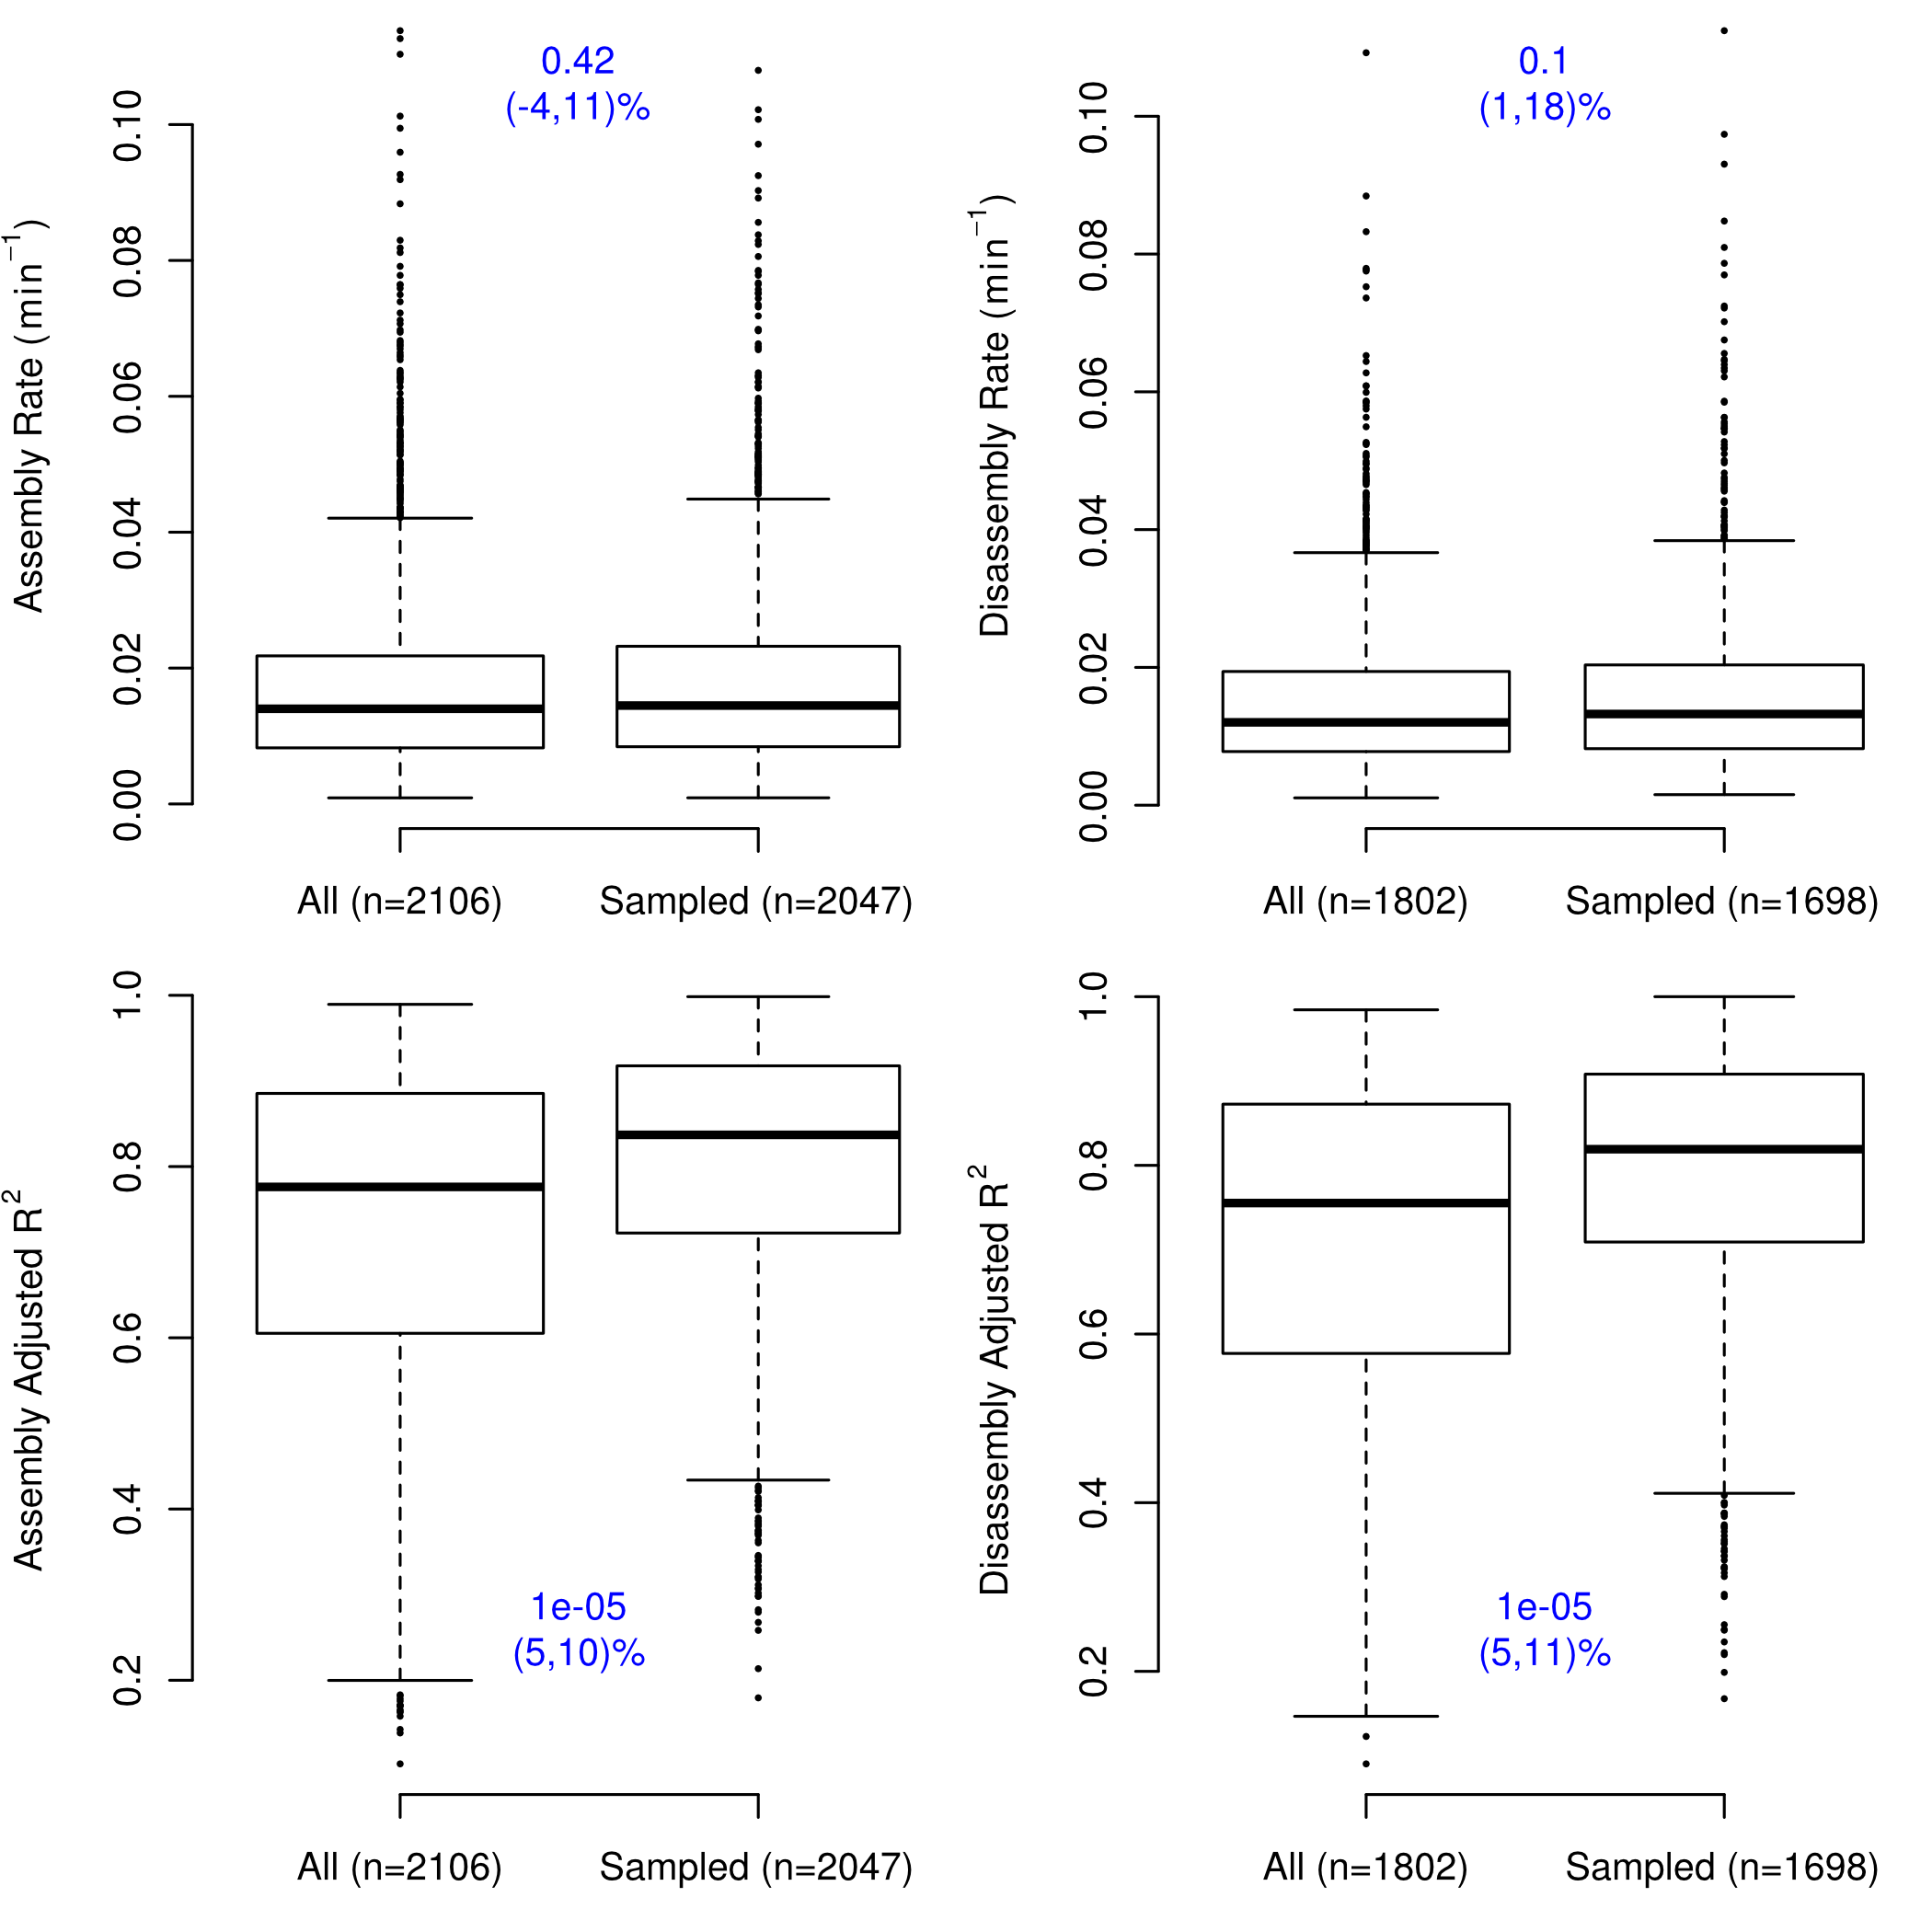 0.42
(-4,11)%
Assembly Rate (min⁻¹)
0.10
0.08
0.06
0.04
0.02
0.00
All (n=2106)
Sampled (n=2047)
0.1
(1,18)%
Disassembly Rate (min⁻¹)
0.10
0.08
0.06
0.04
0.02
0.00
All (n=1802)
Sampled (n=1698)
Assembly Adjusted R²
1.0
0.8
0.6
0.4
0.2
1e-05
(5,10)%
All (n=2106)
Sampled (n=2047)
Disassembly Adjusted R²
1.0
0.8
0.6
0.4
0.2
1e-05
(5,11)%
All (n=1802)
Sampled (n=1698)